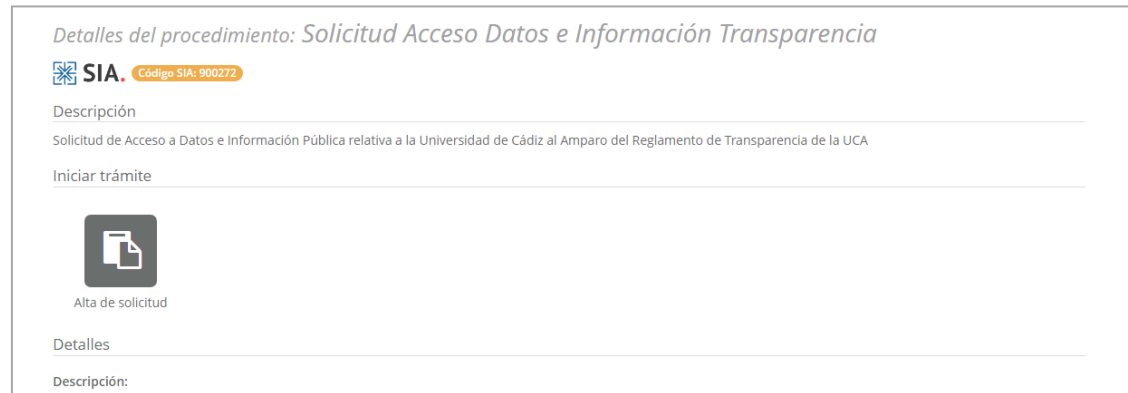 Detalles del procedimiento: Solicitud Acceso Datos e Información Transparencia
SIA. Código SIA: 900272
Descripción
Solicitud de Acceso a Datos e Información Pública relativa a la Universidad de Cádiz al Amparo del Reglamento de Transparencia de la UCA
Iniciar trámite
Alta de solicitud
Detalles
Descripción: